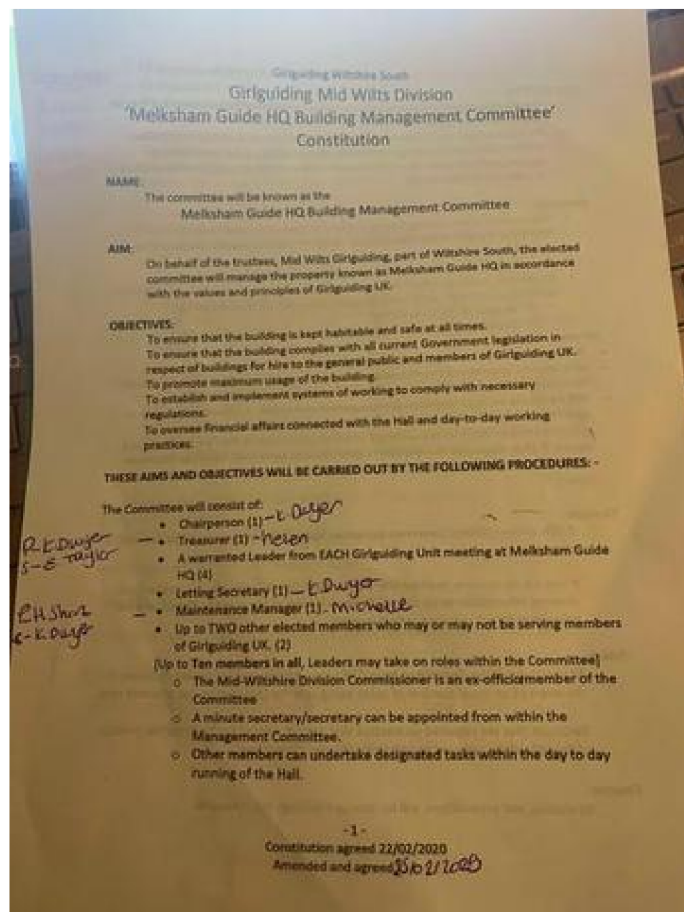 Girlguiding Wiltshire South
Girlguiding Mid Wilts Division
'Melksham Guide HQ Building Management Committee'
Constitution
NAME:
The committee will be known as the
Melksham Guide HQ Building Management Committee
AIM:
On behalf of the trustees, Mid Wilts Girlguiding, part of Wiltshire South, the elected
committee will manage the property known as Melksham Guide HQ in accordance
with the values and principles of Girlguiding UK.
OBJECTIVES:
To ensure that the building is kept habitable and safe at all times.
To ensure that the building complies with all current Government legislation in
respect of buildings for hire to the general public and members of Girlguiding UK.
To promote maximum usage of the building.
To establish and implement systems of working to comply with necessary
regulations.
To oversee financial affairs connected with the Hall and day-to-day working
practices.
THESE AIMS AND OBJECTIVES WILL BE CARRIED OUT BY THE FOLLOWING PROCEDURES: -
The Committee will consist of:
• Chairperson (1) - K Dwyer
P K Dwyer — • Treasurer (1) - helen
S - E Taylor • A warranted Leader from EACH Girlguiding Unit meeting at Melksham Guide
HQ (4)
• Letting Secretary (1) - K Dwyer
P H Short — • Maintenance Manager (1) - Michelle
S - K Dwyer • Up to TWO other elected members who may or may not be serving members
of Girlguiding UK. (2)
(Up to Ten members in all, Leaders may take on roles within the Committee)
o The Mid-Wiltshire Division Commissioner is an ex-official member of the
Committee
o A minute secretary/secretary can be appointed from within the
Management Committee.
o Other members can undertake designated tasks within the day to day
running of the Hall.
-1-
Constitution agreed 22/02/2020
Amended and agreed